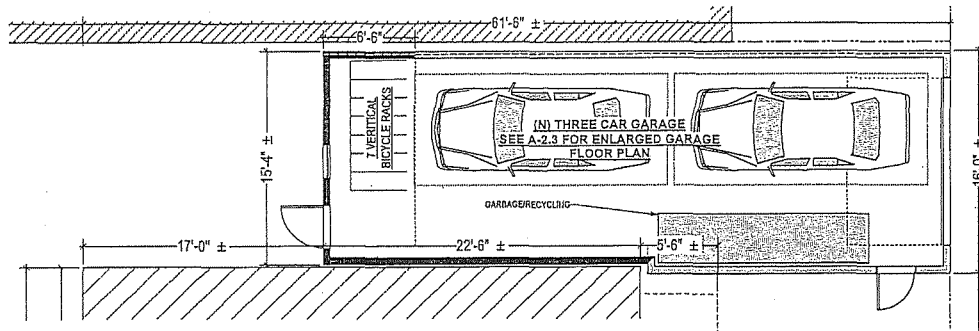 61'-6" ±
6'-6"
7 VERITICAL
BICYCLE RACKS
(N) THREE CAR GARAGE
SEE A-2.3 FOR ENLARGED GARAGE
FLOOR PLAN
15'-4" ±
16'-0" ±
GARBAGE/RECYCLING
17'-0" ±
22'-6" ±
5'-6" ±